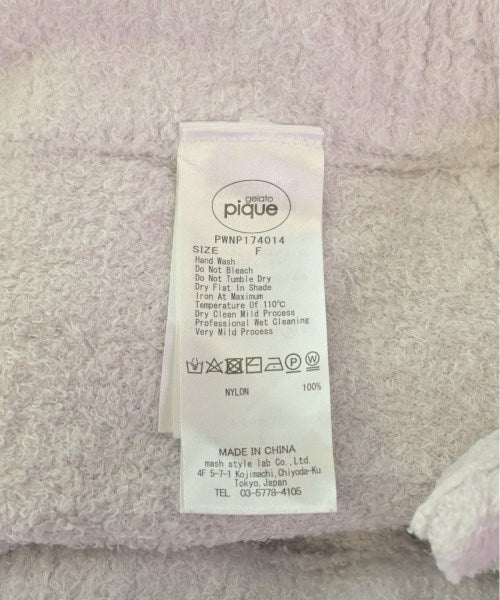 gelato
pique
PWNP174014
SIZE F
Hand Wash
Do Not Bleach
Do Not Tumble Dry
Dry Flat In Shade
Iron At Maximum
Temperature Of 110℃
Dry Clean Mild Process
Professional Wet Cleaning
Very Mild Process
P W
NYLON 100%
MADE IN CHINA
mash style lab Co.,Ltd.
4F 5-7-1 Kojimachi,Chiyoda-Ku
Tokyo,Japan
TEL 03-5778-4105